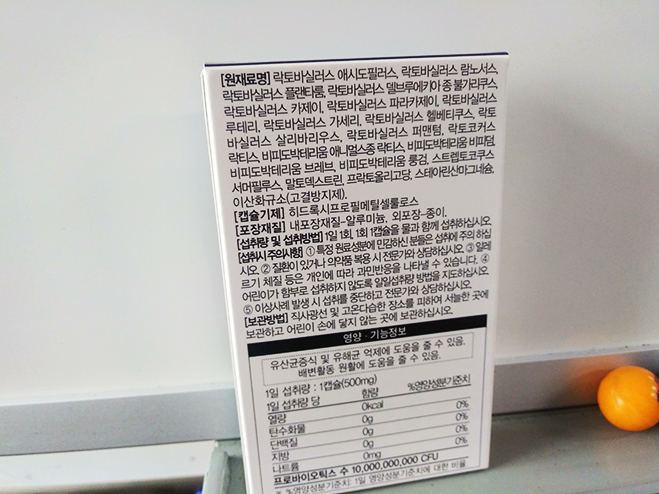 [원재료명] 락토바실러스 애시도필러스, 락토바실러스 람노서스,
락토바실러스 플랜타룸, 락토바실러스 델브루에키아 종 불가리쿠스,
락토바실러스 카제이, 락토바실러스 파라카제이, 락토바실러스
루테리, 락토바실러스 가세리, 락토바실러스 헬베티쿠스, 락토
바실러스 살리바리우스, 락토바실러스 퍼맨텀, 락토코커스
락티스, 비피도박테리움 애니멀스종 락티스, 비피도박테리움 비피덤,
비피도박테리움 브레브, 비피도박테리움 롱검, 스트렙토코쿠스
서머필루스, 말토덱스트린, 프락토올리고당, 스테아린산마그네슘,
이산화규소(고결방지제).
[캡슐기제] 히드록시프로필메틸셀룰로스
[포장재질] 내포장재질-알루미늄, 외포장-종이.
[섭취량 및 섭취방법] 1일 1회, 1회 1캡슐을 물과 함께 섭취하십시오.
[섭취시 주의사항] ① 특정 원료성분에 민감하신 분들은 섭취에 주의 하십
시오. ② 질환이 있거나 의약품 복용 시 전문가와 상담하십시오. ③ 알레
르기 체질 등은 개인에 따라 과민반응을 나타낼 수 있습니다. ④
어린이가 함부로 섭취하지 않도록 일일섭취량 방법을 지도하십시오
⑤ 이상사례 발생 시 섭취를 중단하고 전문가와 상담하십시오.
[보관방법] 직사광선 및 고온다습한 장소를 피하여 서늘한 곳에
보관하고 어린이 손에 닿지 않는 곳에 보관하십시오.
영양·기능정보
유산균증식 및 유해균 억제에 도움을 줄 수 있음.
배변활동 원활에 도움을 줄 수 있음.
1일 섭취량 : 1캡슐(500mg)
1일 섭취량 당 함량 %영양성분기준치
열량 0kcal 0%
탄수화물 0g 0%
단백질 0g 0%
지방 0g 0%
나트륨 0mg
프로바이오틱스 수 10,000,000,000 CFU
% 영양성분기준치: 1일 영양성분기준치에 대한 비율